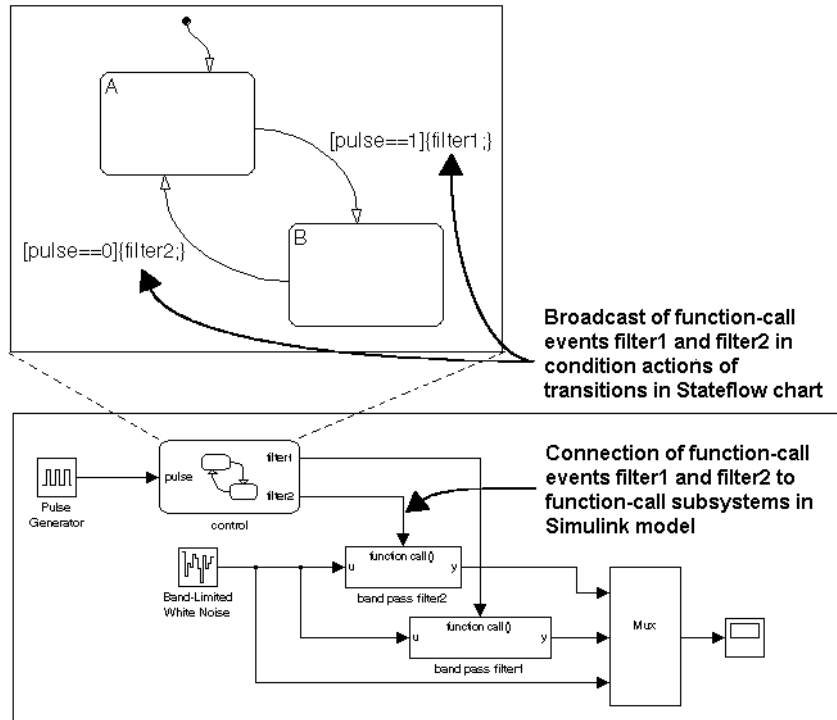 A
[pulse==1]{filter1;}
B
[pulse==0]{filter2;}
Broadcast of function-call
events filter1 and filter2 in
condition actions of
transitions in Stateflow chart
Connection of function-call
events filter1 and filter2 to
function-call subsystems in
Simulink model
Pulse
Generator
pulse
filter1
filter2
control
Band-Limited
White Noise
function call()
u
y
band pass filter2
function call()
u
y
band pass filter1
Mux